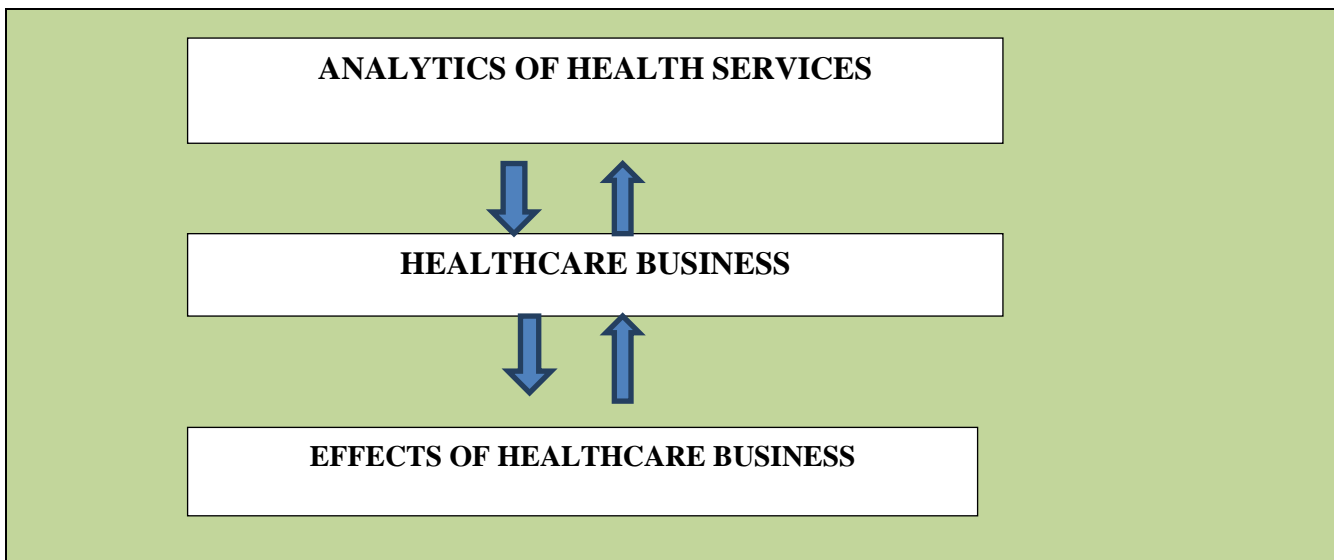 ANALYTICS OF HEALTH SERVICES
HEALTHCARE BUSINESS
EFFECTS OF HEALTHCARE BUSINESS